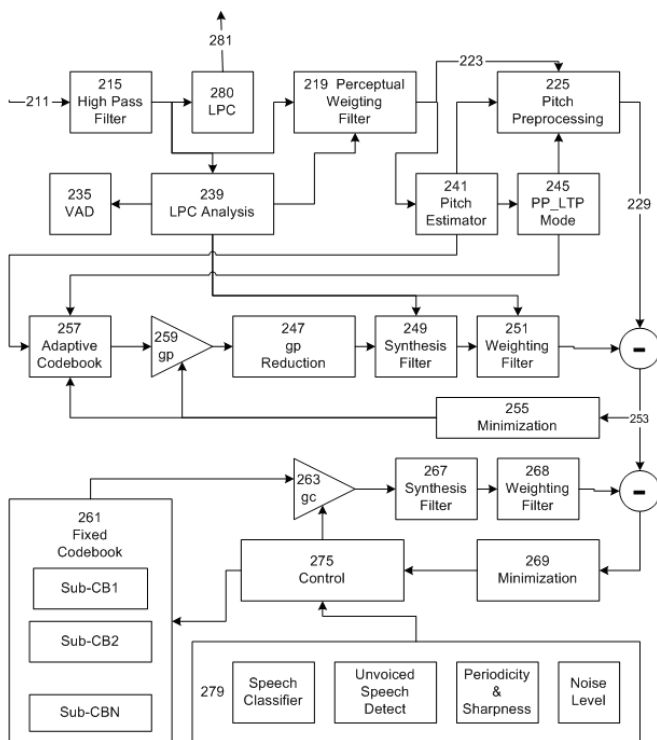 281
223
211
215
High Pass
Filter
280
LPC
219 Perceptual
Weigting
Filter
225
Pitch
Preprocessing
235
VAD
239
LPC Analysis
241
Pitch
Estimator
245
PP_LTP
Mode
229
257
Adaptive
Codebook
259
gp
247
gp
Reduction
249
Synthesis
Filter
251
Weighting
Filter
-
255
Minimization
253
263
gc
267
Synthesis
Filter
268
Weighting
Filter
-
261
Fixed
Codebook
Sub-CB1
Sub-CB2
Sub-CBN
275
Control
269
Minimization
279
Speech
Classifier
Unvoiced
Speech
Detect
Periodicity
&
Sharpness
Noise
Level